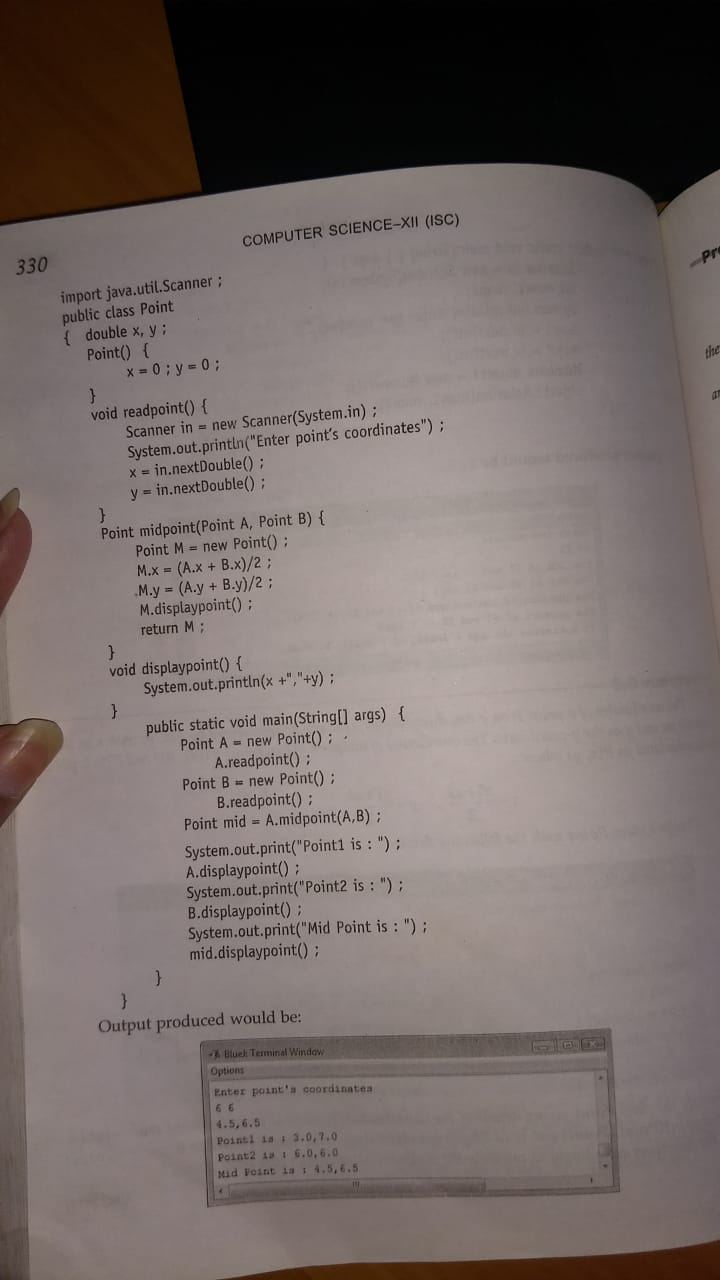 COMPUTER SCIENCE–XII (ISC)
330
import java.util.Scanner ;
public class Point
{ double x, y ;
Point() {
x = 0 ; y = 0 ;
}
void readpoint() {
Scanner in = new Scanner(System.in) ;
System.out.println("Enter point's coordinates") ;
x = in.nextDouble() ;
y = in.nextDouble() ;
}
Point midpoint(Point A, Point B) {
Point M = new Point() ;
M.x = (A.x + B.x)/2 ;
M.y = (A.y + B.y)/2 ;
M.displaypoint() ;
return M ;
}
void displaypoint() {
System.out.println(x +","+y) ;
}
public static void main(String[] args) {
Point A = new Point() ;
A.readpoint() ;
Point B = new Point() ;
B.readpoint() ;
Point mid = A.midpoint(A,B) ;
System.out.print("Point1 is : ") ;
A.displaypoint() ;
System.out.print("Point2 is : ") ;
B.displaypoint() ;
System.out.print("Mid Point is : ") ;
mid.displaypoint() ;
}
}
Output produced would be:
BlueJ: Terminal Window
Options
Enter point's coordinates
6 6
4.5,6.5
Point1 is : 3.0,7.0
Point2 is : 6.0,6.0
Mid Point is : 4.5,6.5
the